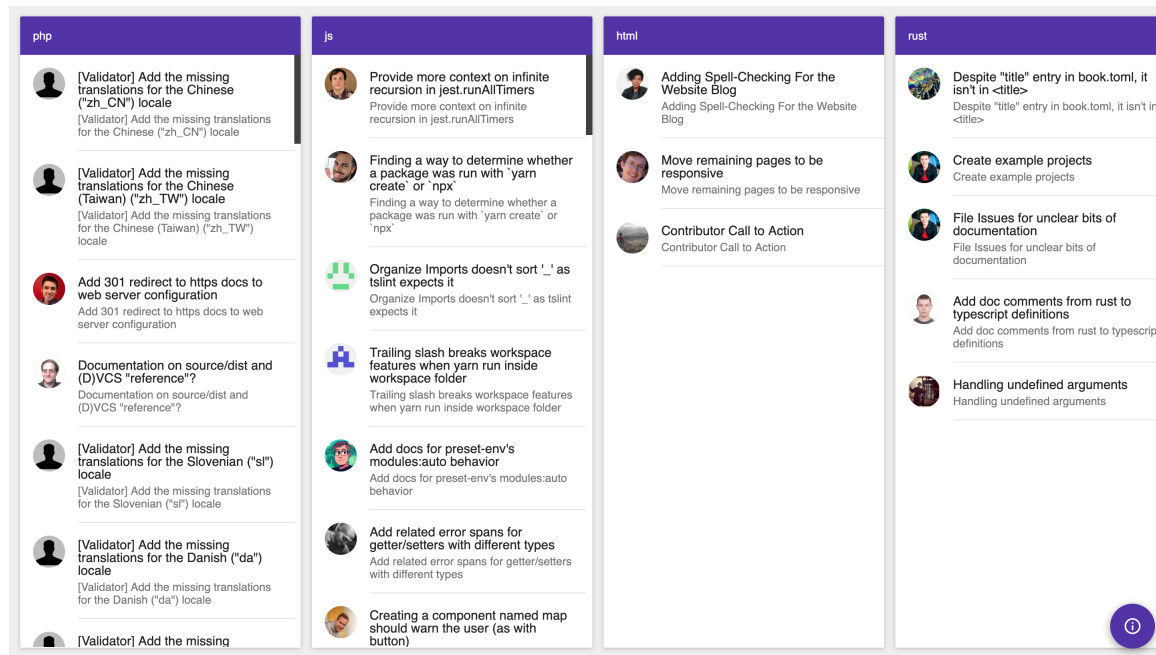 php
[Validator] Add the missing
translations for the Chinese
("zh_CN") locale
[Validator] Add the missing translations
for the Chinese ("zh_CN") locale
[Validator] Add the missing
translations for the Chinese
(Taiwan) ("zh_TW") locale
[Validator] Add the missing translations
for the Chinese (Taiwan) ("zh_TW")
locale
Add 301 redirect to https docs to
web server configuration
Add 301 redirect to https docs to web
server configuration
Documentation on source/dist and
(D)VCS "reference"?
Documentation on source/dist and
(D)VCS "reference"?
[Validator] Add the missing
translations for the Slovenian ("sl")
locale
[Validator] Add the missing translations
for the Slovenian ("sl") locale
[Validator] Add the missing
translations for the Danish ("da")
locale
[Validator] Add the missing translations
for the Danish ("da") locale
[Validator] Add the missing
js
Provide more context on infinite
recursion in jest.runAllTimers
Provide more context on infinite
recursion in jest.runAllTimers
Finding a way to determine whether
a package was run with `yarn
create` or `npx`
Finding a way to determine whether a
package was run with `yarn create` or
`npx`
Organize Imports doesn't sort '_' as
tslint expects it
Organize Imports doesn't sort '_' as tslint
expects it
Trailing slash breaks workspace
features when yarn run inside
workspace folder
Trailing slash breaks workspace features
when yarn run inside workspace folder
Add docs for preset-env's
modules:auto behavior
Add docs for preset-env's modules:auto
behavior
Add related error spans for
getter/setters with different types
Add related error spans for getter/setters
with different types
Creating a component named map
should warn the user (as with
button)
html
Adding Spell-Checking For the
Website Blog
Adding Spell-Checking For the Website
Blog
Move remaining pages to be
responsive
Move remaining pages to be responsive
Contributor Call to Action
Contributor Call to Action
rust
Despite "title" entry in book.toml, it
isn't in <title>
Despite "title" entry in book.toml, it isn't in
<title>
Create example projects
Create example projects
File Issues for unclear bits of
documentation
File Issues for unclear bits of
documentation
Add doc comments from rust to
typescript definitions
Add doc comments from rust to typescrip
definitions
Handling undefined arguments
Handling undefined arguments